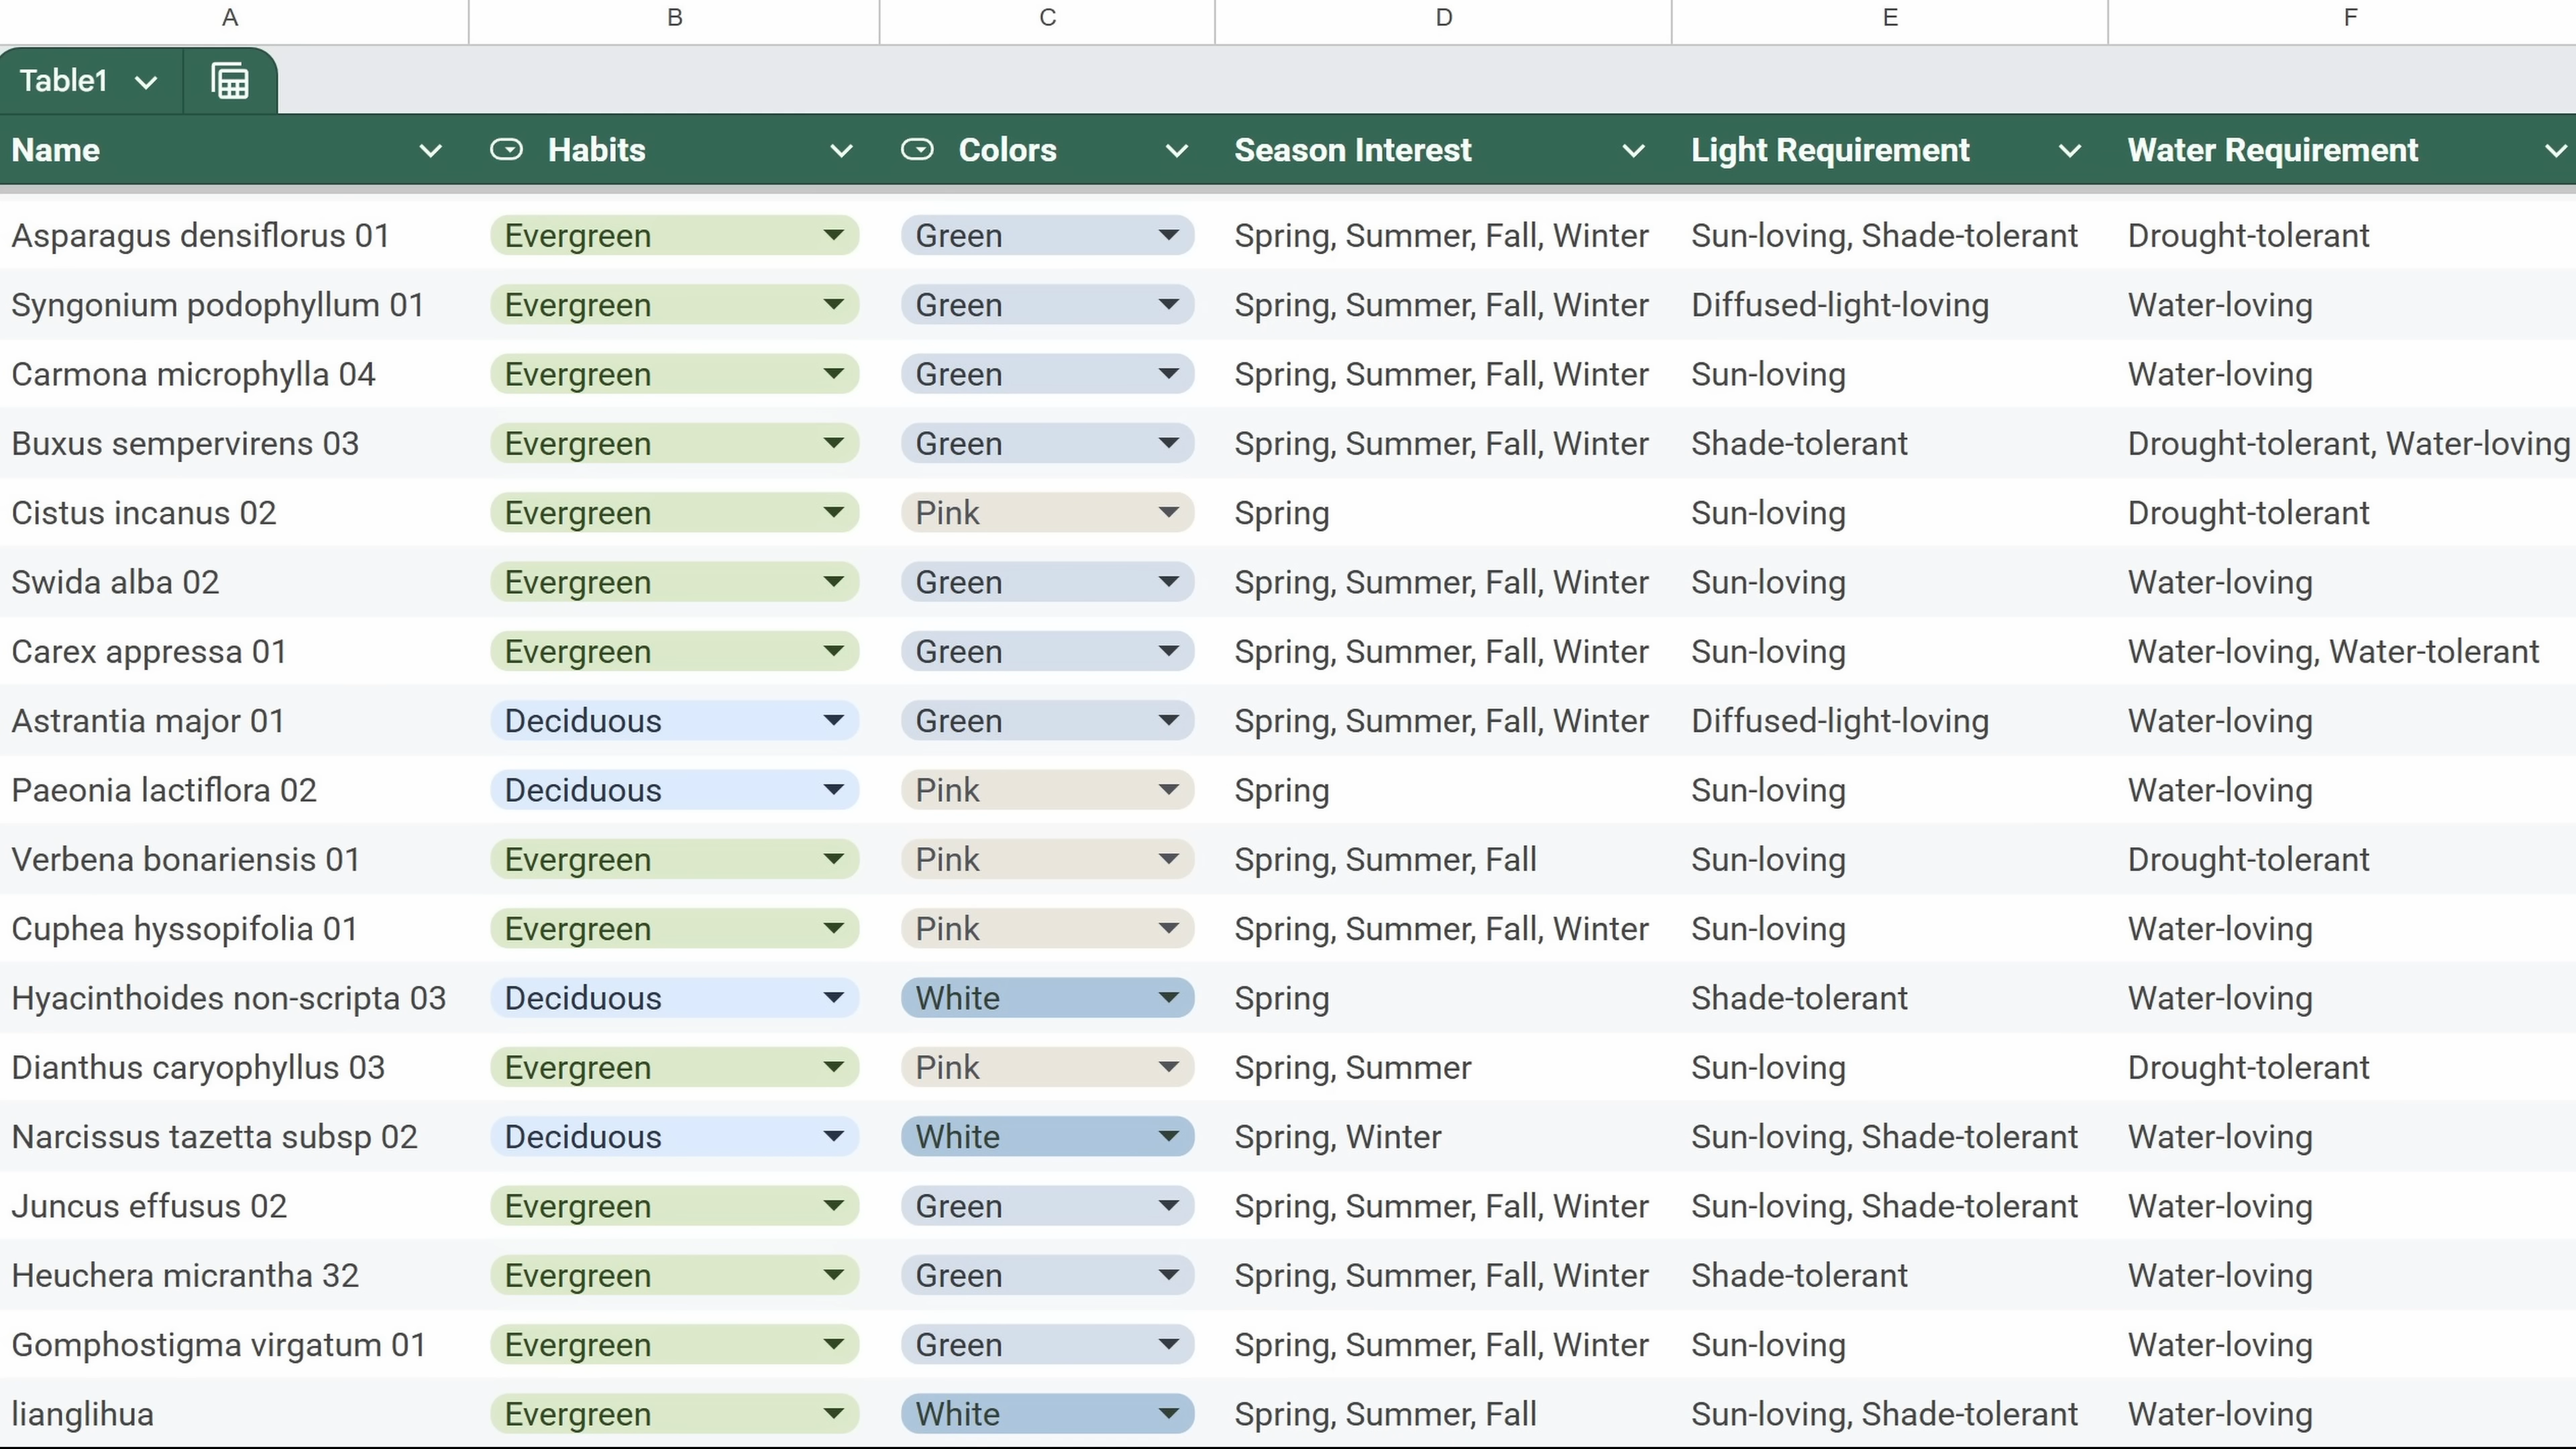 A B C D E F
Table1
Name Habits Colors Season Interest Light Requirement Water Requirement
Asparagus densiflorus 01 Evergreen Green Spring, Summer, Fall, Winter Sun-loving, Shade-tolerant Drought-tolerant
Syngonium podophyllum 01 Evergreen Green Spring, Summer, Fall, Winter Diffused-light-loving Water-loving
Carmona microphylla 04 Evergreen Green Spring, Summer, Fall, Winter Sun-loving Water-loving
Buxus sempervirens 03 Evergreen Green Spring, Summer, Fall, Winter Shade-tolerant Drought-tolerant, Water-loving
Cistus incanus 02 Evergreen Pink Spring Sun-loving Drought-tolerant
Swida alba 02 Evergreen Green Spring, Summer, Fall, Winter Sun-loving Water-loving
Carex appressa 01 Evergreen Green Spring, Summer, Fall, Winter Sun-loving Water-loving, Water-tolerant
Astrantia major 01 Deciduous Green Spring, Summer, Fall, Winter Diffused-light-loving Water-loving
Paeonia lactiflora 02 Deciduous Pink Spring Sun-loving Water-loving
Verbena bonariensis 01 Evergreen Pink Spring, Summer, Fall Sun-loving Drought-tolerant
Cuphea hyssopifolia 01 Evergreen Pink Spring, Summer, Fall, Winter Sun-loving Water-loving
Hyacinthoides non-scripta 03 Deciduous White Spring Shade-tolerant Water-loving
Dianthus caryophyllus 03 Evergreen Pink Spring, Summer Sun-loving Drought-tolerant
Narcissus tazetta subsp 02 Deciduous White Spring, Winter Sun-loving, Shade-tolerant Water-loving
Juncus effusus 02 Evergreen Green Spring, Summer, Fall, Winter Sun-loving, Shade-tolerant Water-loving
Heuchera micrantha 32 Evergreen Green Spring, Summer, Fall, Winter Shade-tolerant Water-loving
Gomphostigma virgatum 01 Evergreen Green Spring, Summer, Fall, Winter Sun-loving Water-loving
lianglihua Evergreen White Spring, Summer, Fall Sun-loving, Shade-tolerant Water-loving